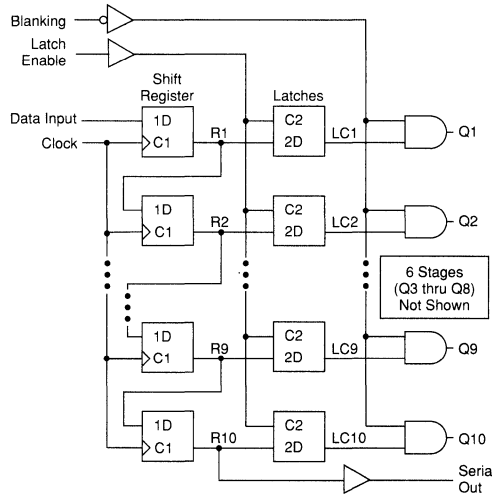 Blanking
Latch
Enable
Shift
Register
Latches
Data Input
1D
R1
C2
LC1
Q1
Clock
C1
2D
1D
R2
C2
LC2
Q2
C1
2D
6 Stages
(Q3 thru Q8)
Not Shown
1D
R9
C2
LC9
Q9
C1
2D
1D
R10
C2
LC10
Q10
C1
2D
Seria
Out